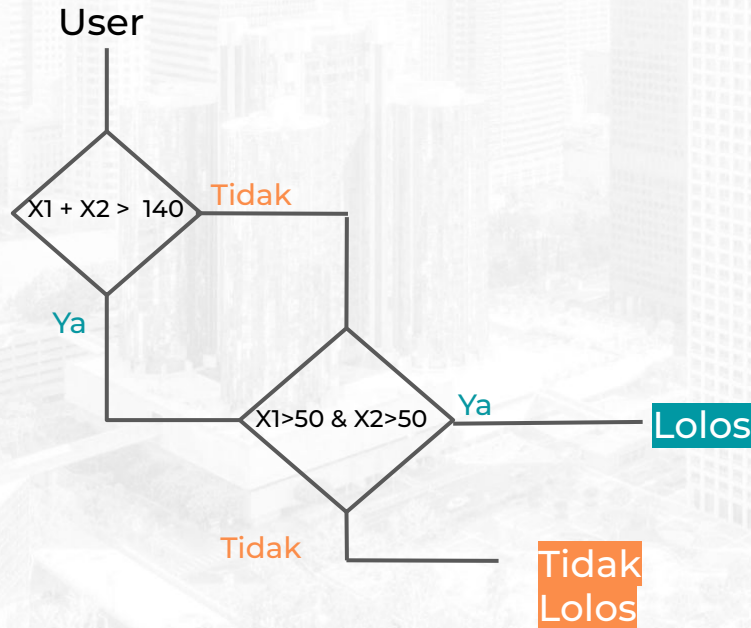 User
X1 + X2 > 140
Tidak
Ya
X1>50 & X2>50
Ya
Lolos
Tidak
Tidak
Lolos